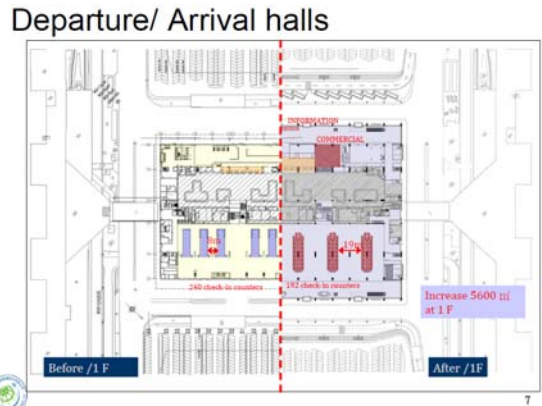 Departure/ Arrival halls
INFORMATION
COMMERCIAL
8m
19m
240 check-in counters
192 check-in counters
Increase 5600 ㎡
at 1 F
Before /1 F
After /1F
7